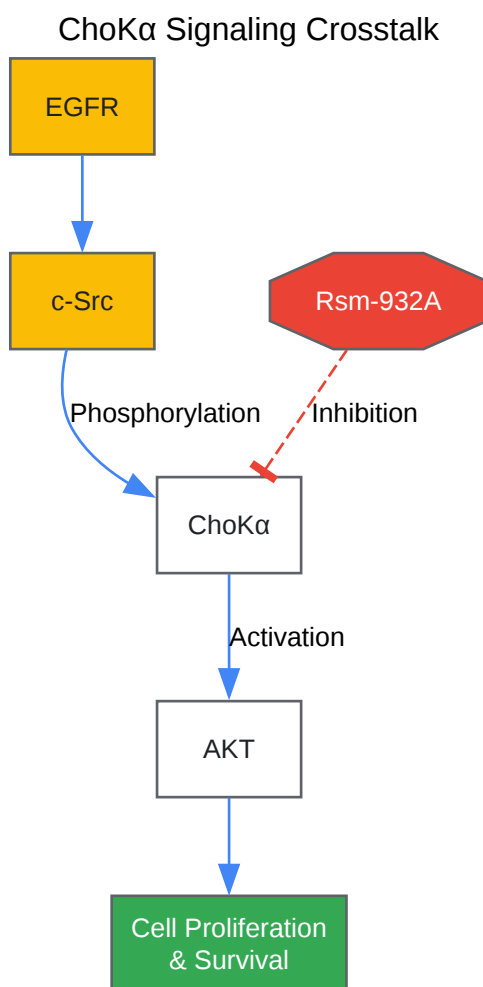 ChoKα Signaling Crosstalk
EGFR
c-Src
Rsm-932A
Phosphorylation
Inhibition
ChoKα
Activation
AKT
Cell Proliferation
& Survival